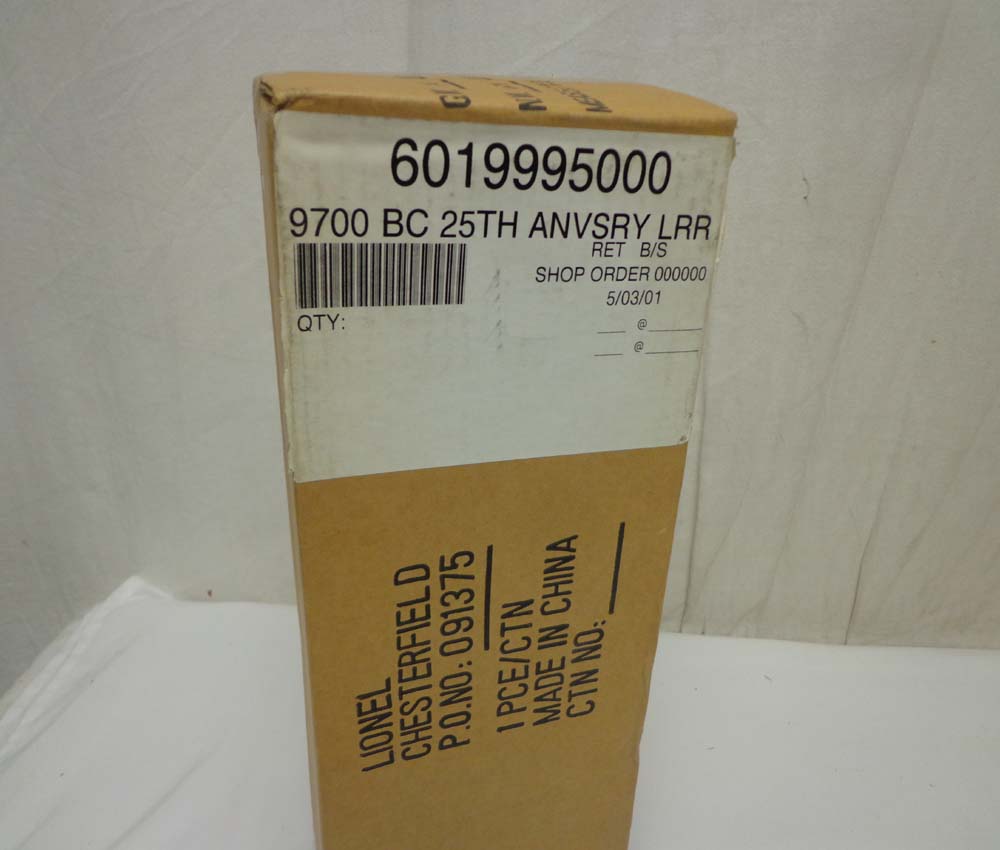 6019995000
9700 BC 25TH ANVSRY LRR
RET B/S
SHOP ORDER 000000
5/03/01
QTY:
@
@
LIONEL
CHESTERFIELD
P.O.NO: 091375
1 PCE/CTN
MADE IN CHINA
CTN NO: